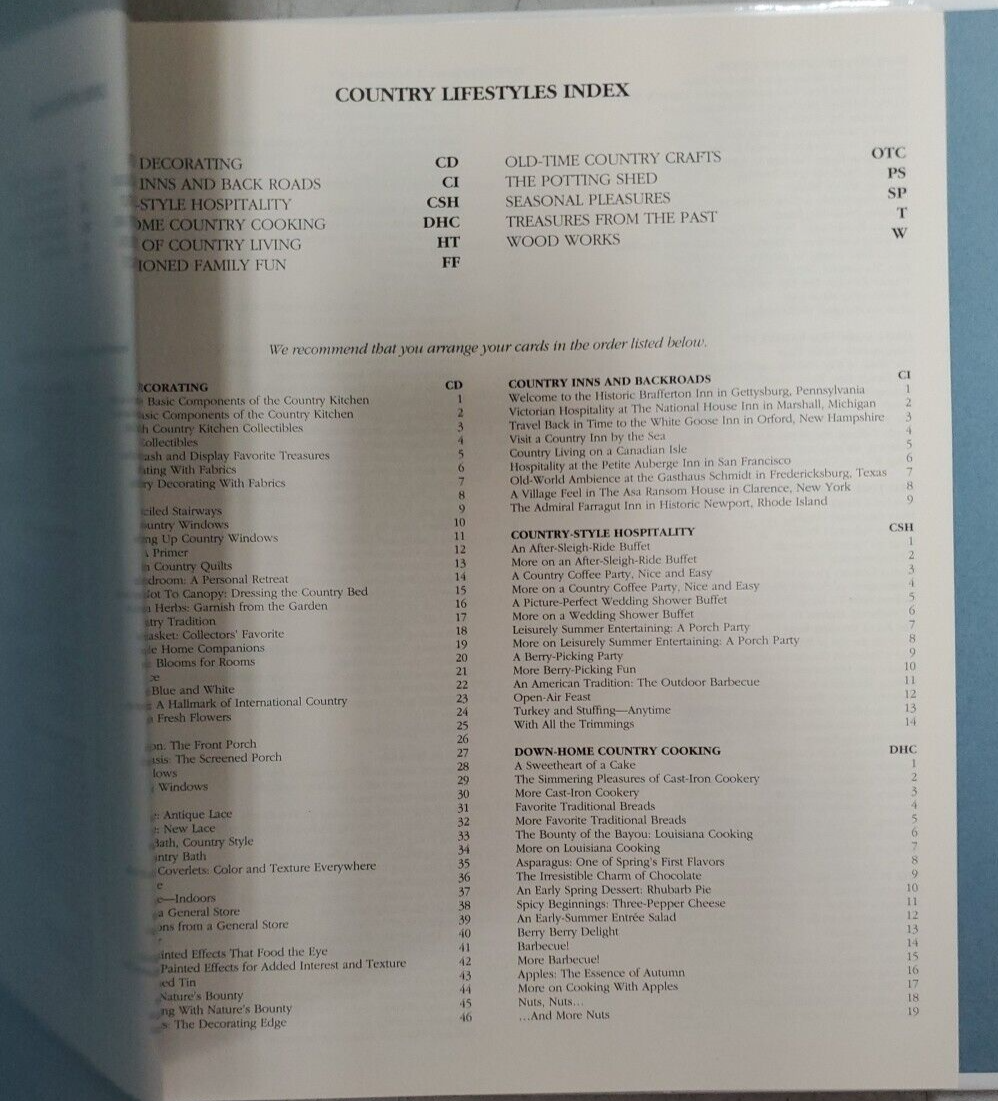 COUNTRY LIFESTYLES INDEX
DECORATING CD
INNS AND BACK ROADS CI
-STYLE HOSPITALITY CSH
OME COUNTRY COOKING DHC
OF COUNTRY LIVING HT
IONED FAMILY FUN FF
OLD-TIME COUNTRY CRAFTS OTC
THE POTTING SHED PS
SEASONAL PLEASURES SP
TREASURES FROM THE PAST T
WOOD WORKS W
We recommend that you arrange your cards in the order listed below.
CORATING CD
Basic Components of the Country Kitchen 1
asic Components of the Country Kitchen 2
h Country Kitchen Collectibles 3
Collectibles 4
ash and Display Favorite Treasures 5
ating With Fabrics 6
ry Decorating With Fabrics 7
8
ciled Stairways 9
untry Windows 10
ng Up Country Windows 11
Primer 12
Country Quilts 13
droom: A Personal Retreat 14
ot To Canopy: Dressing the Country Bed 15
Herbs: Garnish from the Garden 16
try Tradition 17
asket: Collectors' Favorite 18
le Home Companions 19
Blooms for Rooms 20
21
Blue and White 22
A Hallmark of International Country 23
Fresh Flowers 24
25
26
on: The Front Porch 27
sis: The Screened Porch 28
lows 29
Windows 30
31
: Antique Lace 32
: New Lace 33
Bath, Country Style 34
ntry Bath 35
Coverlets: Color and Texture Everywhere 36
e 37
e—Indoors 38
a General Store 39
ons from a General Store 40
41
ainted Effects That Food the Eye 42
Painted Effects for Added Interest and Texture 43
ed Tin 44
Nature's Bounty 45
ng With Nature's Bounty 46
s: The Decorating Edge
COUNTRY INNS AND BACKROADS CI
Welcome to the Historic Brafferton Inn in Gettysburg, Pennsylvania 1
Victorian Hospitality at The National House Inn in Marshall, Michigan 2
Travel Back in Time to the White Goose Inn in Orford, New Hampshire 3
Visit a Country Inn by the Sea 4
Country Living on a Canadian Isle 5
Hospitality at the Petite Auberge Inn in San Francisco 6
Old-World Ambience at the Gasthaus Schmidt in Fredericksburg, Texas 7
A Village Feel in The Asa Ransom House in Clarence, New York 8
The Admiral Farragut Inn in Historic Newport, Rhode Island 9
COUNTRY-STYLE HOSPITALITY CSH
An After-Sleigh-Ride Buffet 1
More on an After-Sleigh-Ride Buffet 2
A Country Coffee Party, Nice and Easy 3
More on a Country Coffee Party, Nice and Easy 4
A Picture-Perfect Wedding Shower Buffet 5
More on a Wedding Shower Buffet 6
Leisurely Summer Entertaining: A Porch Party 7
More on Leisurely Summer Entertaining: A Porch Party 8
A Berry-Picking Party 9
More Berry-Picking Fun 10
An American Tradition: The Outdoor Barbecue 11
Open-Air Feast 12
Turkey and Stuffing—Anytime 13
With All the Trimmings 14
DOWN-HOME COUNTRY COOKING DHC
A Sweetheart of a Cake 1
The Simmering Pleasures of Cast-Iron Cookery 2
More Cast-Iron Cookery 3
Favorite Traditional Breads 4
More Favorite Traditional Breads 5
The Bounty of the Bayou: Louisiana Cooking 6
More on Louisiana Cooking 7
Asparagus: One of Spring's First Flavors 8
The Irresistible Charm of Chocolate 9
An Early Spring Dessert: Rhubarb Pie 10
Spicy Beginnings: Three-Pepper Cheese 11
An Early-Summer Entrée Salad 12
Berry Berry Delight 13
Barbecue! 14
More Barbecue! 15
Apples: The Essence of Autumn 16
More on Cooking With Apples 17
Nuts, Nuts... 18
...And More Nuts 19